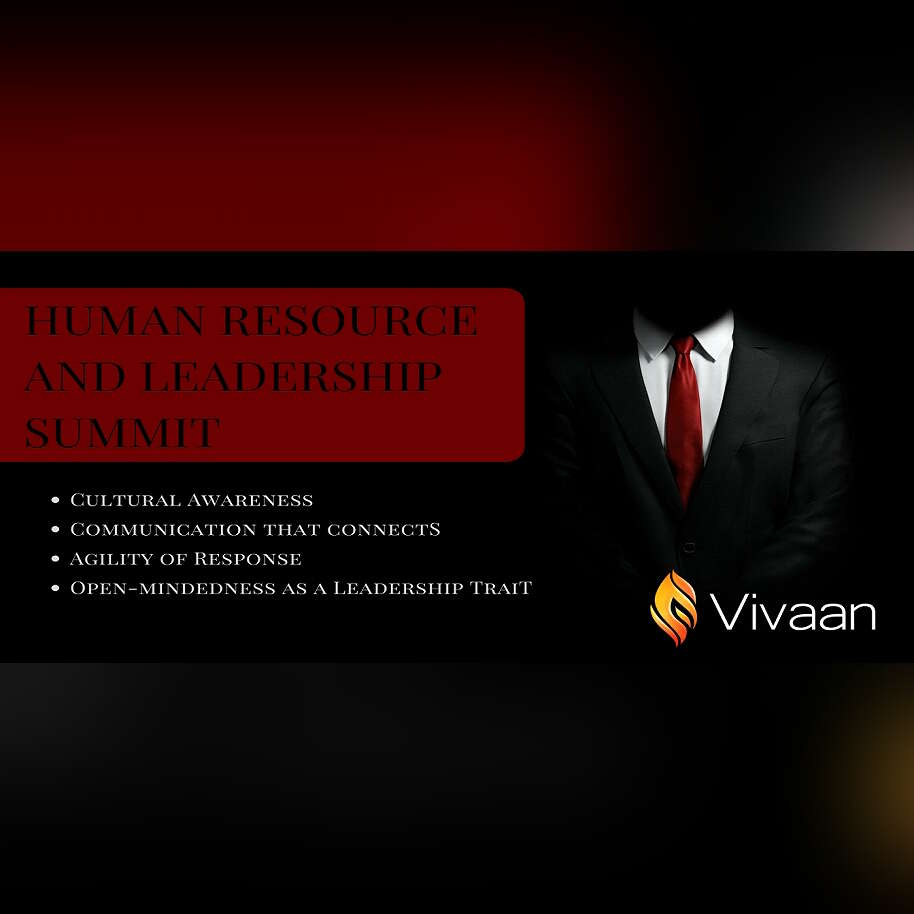 HUMAN RESOURCE
AND LEADERSHIP
SUMMIT
• Cultural Awareness
• Communication that connectS
• Agility of Response
• Open-mindedness as a Leadership TraiT
Vivaan